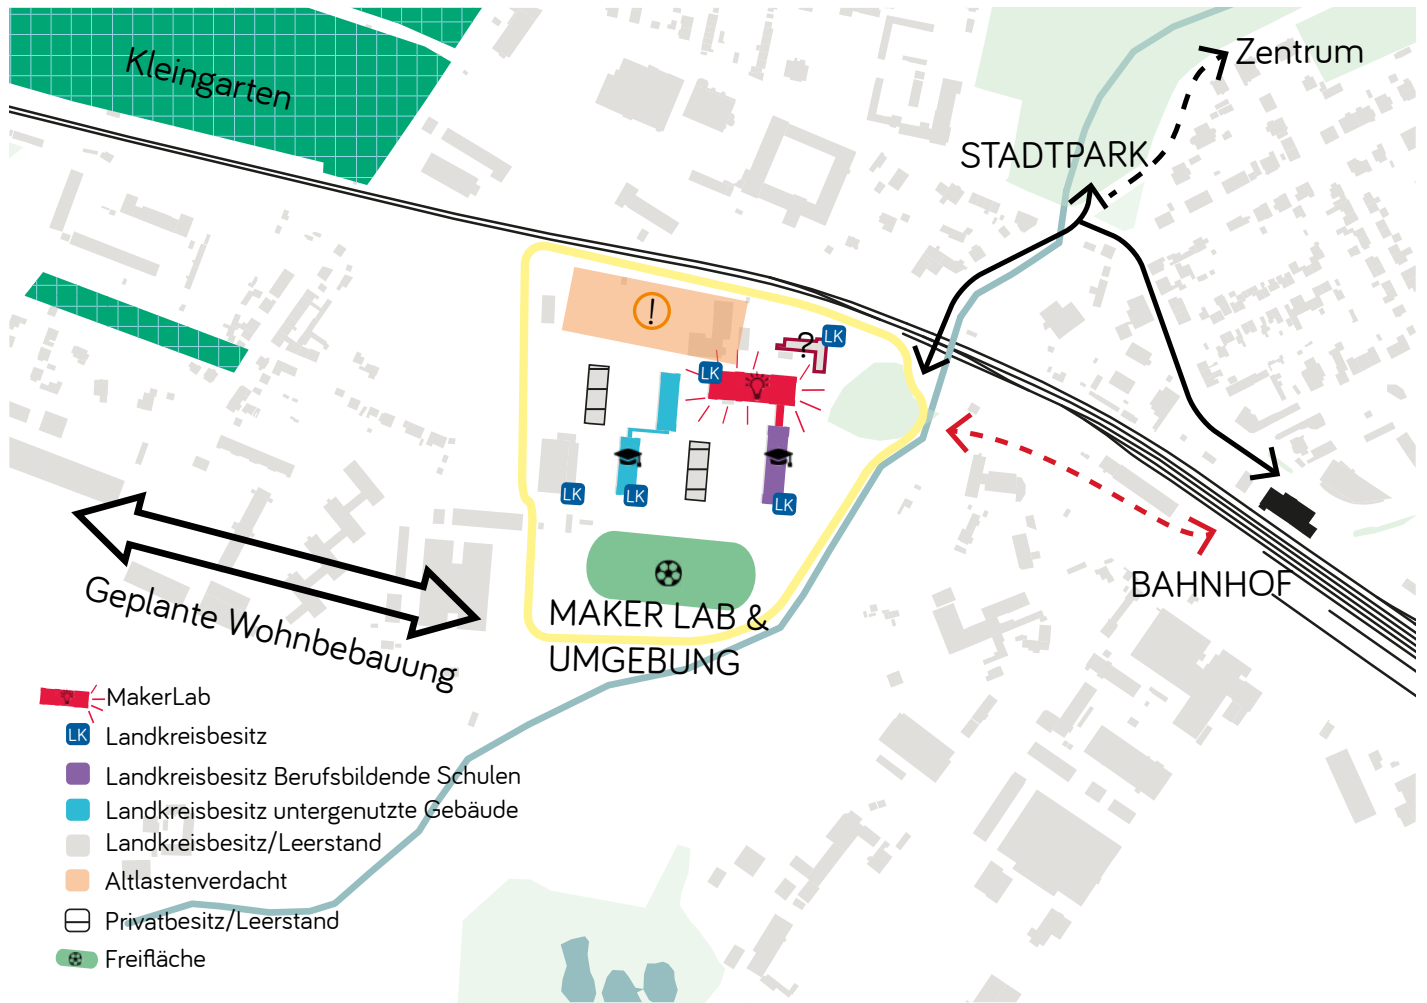 Kleingarten
Zentrum
STADTPARK
!
?
LK
LK
LK
LK
LK
BAHNHOF
MAKER LAB &
UMGEBUNG
Geplante Wohnbebauung
MakerLab
LK Landkreisbesitz
Landkreisbesitz Berufsbildende Schulen
Landkreisbesitz untergenutzte Gebäude
Landkreisbesitz/Leerstand
Altlastenverdacht
Privatbesitz/Leerstand
Freifläche